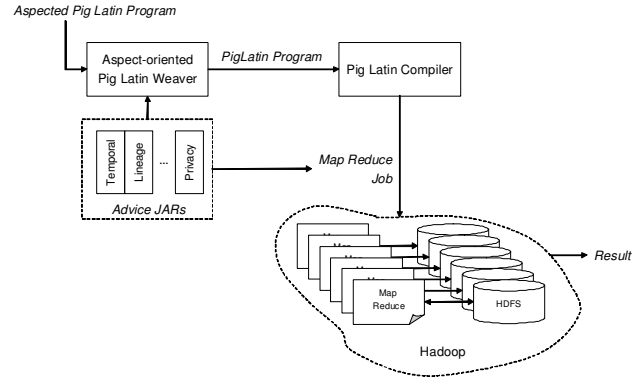 Aspected Pig Latin Program
Aspect-oriented
Pig Latin Weaver
PigLatin Program
Pig Latin Compiler
Temporal
Lineage
...
Privacy
Advice JARs
Map Reduce
Job
Map
Reduce
HDFS
Result
Hadoop